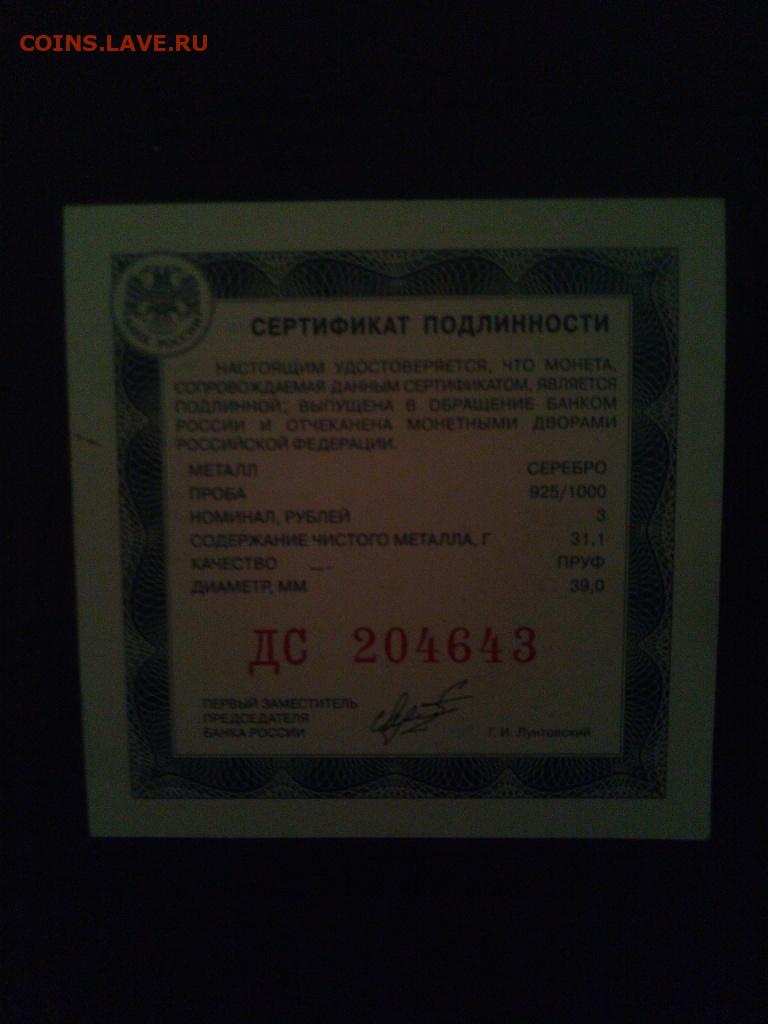 COINS.LAVE.RU
СЕРТИФИКАТ ПОДЛИННОСТИ
НАСТОЯЩИМ УДОСТОВЕРЯЕТСЯ, ЧТО МОНЕТА,
СОПРОВОЖДАЕМАЯ ДАННЫМ СЕРТИФИКАТОМ, ЯВЛЯЕТСЯ
ПОДЛИННОЙ; ВЫПУЩЕНА В ОБРАЩЕНИЕ БАНКОМ
РОССИИ И ОТЧЕКАНЕНА МОНЕТНЫМИ ДВОРАМИ
РОССИЙСКОЙ ФЕДЕРАЦИИ.
МЕТАЛЛ СЕРЕБРО
ПРОБА 925/1000
НОМИНАЛ, РУБЛЕЙ 3
СОДЕРЖАНИЕ ЧИСТОГО МЕТАЛЛА, Г 31,1
КАЧЕСТВО ПРУФ
ДИАМЕТР, ММ 39,0
ДС 204643
ПЕРВЫЙ ЗАМЕСТИТЕЛЬ
ПРЕДСЕДАТЕЛЯ
БАНКА РОССИИ Г. И. Лунтовский